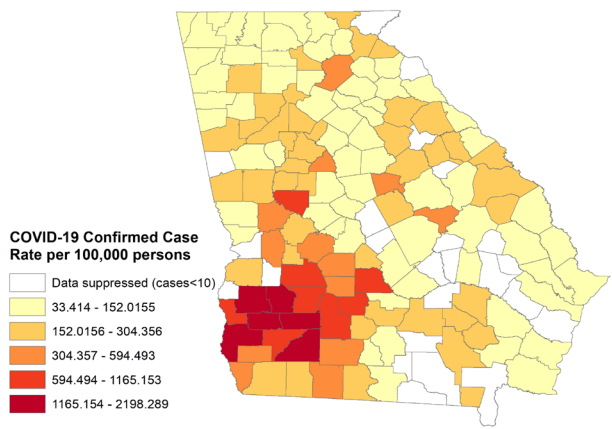 COVID-19 Confirmed Case
Rate per 100,000 persons
Data suppressed (cases<10)
33.414 - 152.0155
152.0156 - 304.356
304.357 - 594.493
594.494 - 1165.153
1165.154 - 2198.289